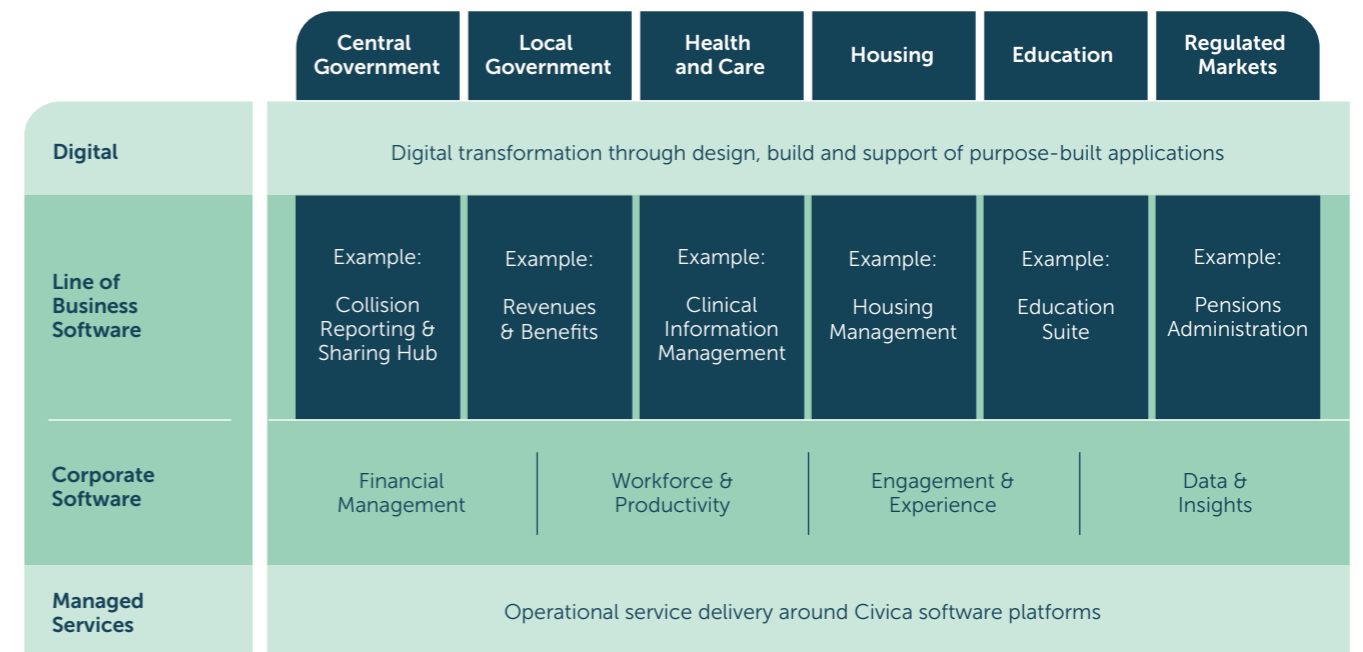 Central
Government
Local
Government
Health
and Care
Housing
Education
Regulated
Markets
Digital
Digital transformation through design, build and support of purpose-built applications
Line of
Business
Software
Example:
Collision
Reporting &
Sharing Hub
Example:
Revenues
& Benefits
Example:
Clinical
Information
Management
Example:
Housing
Management
Example:
Education
Suite
Example:
Pensions
Administration
Corporate
Software
Financial
Management
Workforce &
Productivity
Engagement &
Experience
Data &
Insights
Managed
Services
Operational service delivery around Civica software platforms